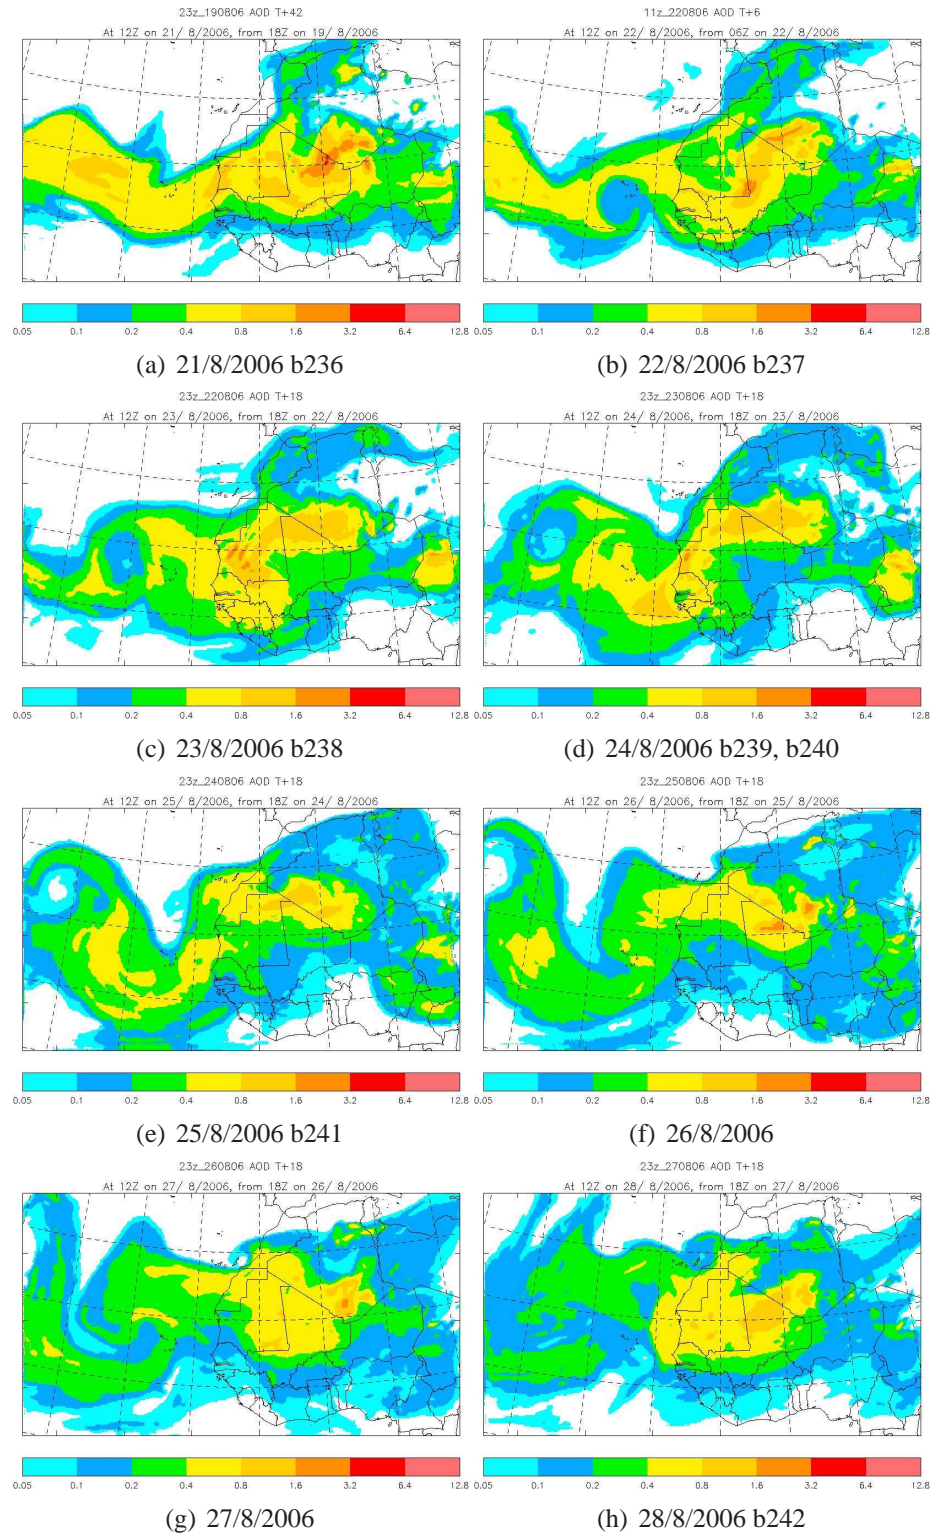 23z_190806 AOD T+42
At 12Z on 21/ 8/2006, from 18Z on 19/ 8/2006
0.05 0.1 0.2 0.4 0.8 1.6 3.2 6.4 12.8
(a) 21/8/2006 b236
11z_220806 AOD T+6
At 12Z on 22/ 8/2006, from 06Z on 22/ 8/2006
0.05 0.1 0.2 0.4 0.8 1.6 3.2 6.4 12.8
(b) 22/8/2006 b237
23z_220806 AOD T+18
At 12Z on 23/ 8/2006, from 18Z on 22/ 8/2006
0.05 0.1 0.2 0.4 0.8 1.6 3.2 6.4 12.8
(c) 23/8/2006 b238
23z_230806 AOD T+18
At 12Z on 24/ 8/2006, from 18Z on 23/ 8/2006
0.05 0.1 0.2 0.4 0.8 1.6 3.2 6.4 12.8
(d) 24/8/2006 b239, b240
23z_240806 AOD T+18
At 12Z on 25/ 8/2006, from 18Z on 24/ 8/2006
0.05 0.1 0.2 0.4 0.8 1.6 3.2 6.4 12.8
(e) 25/8/2006 b241
23z_250806 AOD T+18
At 12Z on 26/ 8/2006, from 18Z on 25/ 8/2006
0.05 0.1 0.2 0.4 0.8 1.6 3.2 6.4 12.8
(f) 26/8/2006
23z_260806 AOD T+18
At 12Z on 27/ 8/2006, from 18Z on 26/ 8/2006
0.05 0.1 0.2 0.4 0.8 1.6 3.2 6.4 12.8
(g) 27/8/2006
23z_270806 AOD T+18
At 12Z on 28/ 8/2006, from 18Z on 27/ 8/2006
0.05 0.1 0.2 0.4 0.8 1.6 3.2 6.4 12.8
(h) 28/8/2006 b242